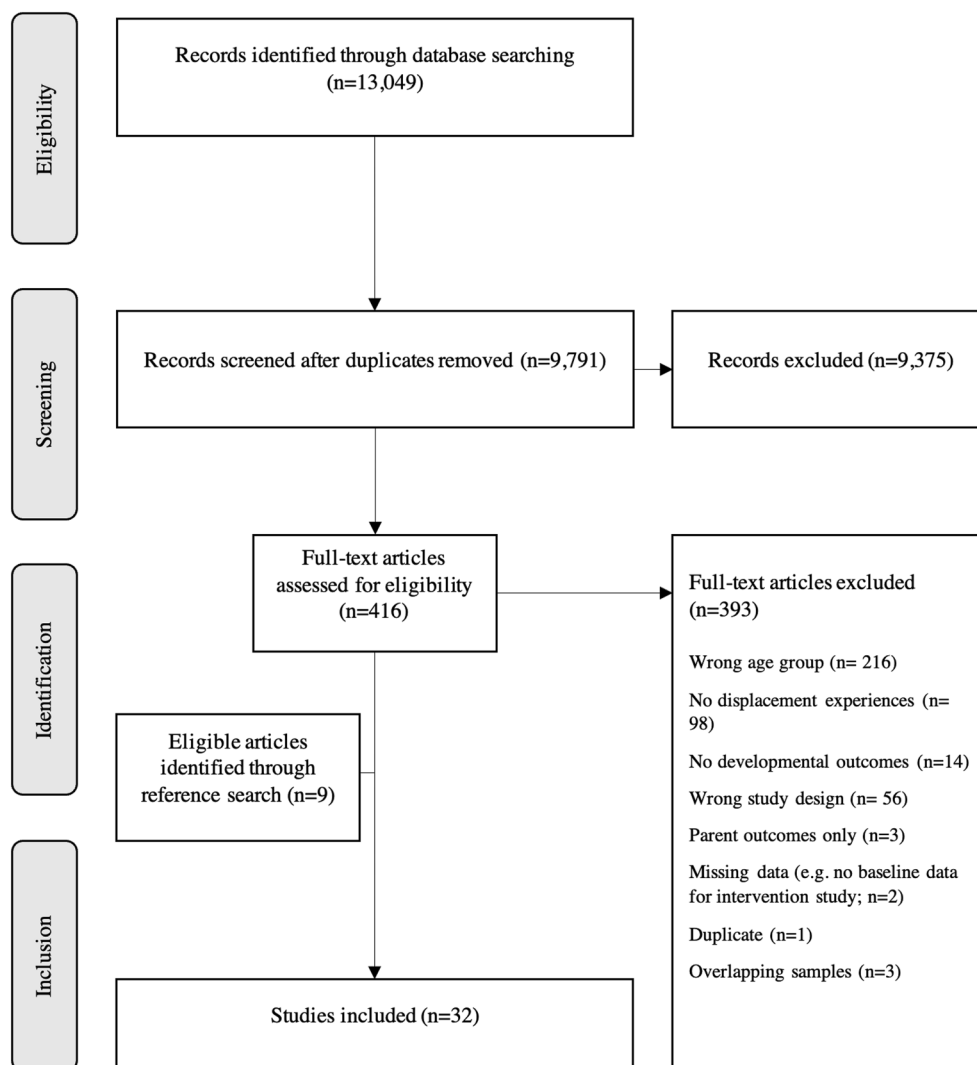 Eligibility
Records identified through database searching
(n=13,049)
Screening
Records screened after duplicates removed (n=9,791)
Records excluded (n=9,375)
Identification
Full-text articles
assessed for eligibility
(n=416)
Eligible articles
identified through
reference search (n=9)
Full-text articles excluded
(n=393)
Wrong age group (n= 216)
No displacement experiences (n=
98)
No developmental outcomes (n=14)
Wrong study design (n= 56)
Parent outcomes only (n=3)
Missing data (e.g. no baseline data
for intervention study; n=2)
Duplicate (n=1)
Overlapping samples (n=3)
Inclusion
Studies included (n=32)